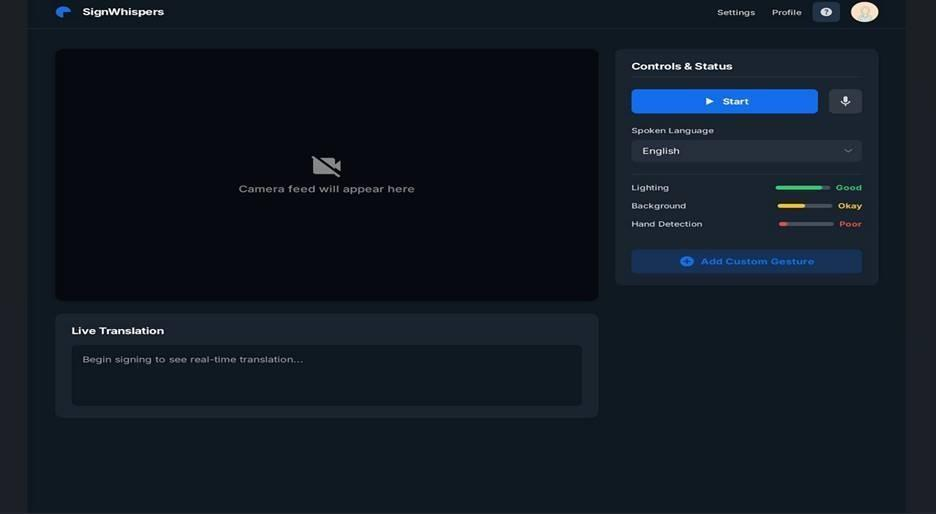 SignWhispers
Settings Profile ?
Camera feed will appear here
Live Translation
Begin signing to see real-time translation...
Controls & Status
Start
Spoken Language
English
Lighting Good
Background Okay
Hand Detection Poor
Add Custom Gesture